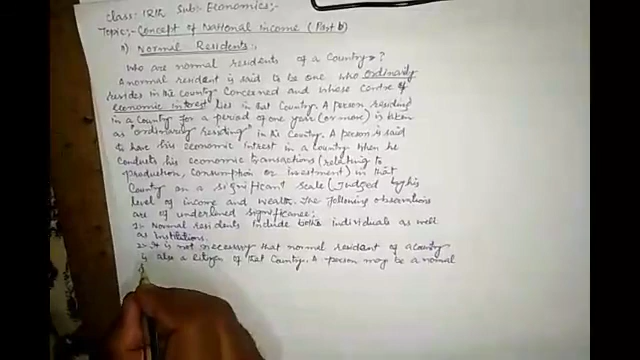 Class: 12th Sub:- Economics:-
Topic:- Concept of National Income (Part b)
Normal Residents:-
Who are normal residents of a Country?
A normal resident is said to be one who ordinarily
resides in the country concerned and whose centre of
economic interest lies in that Country. A person residing
in a Country for a period of one year (or more) is taken
as "ordinarily residing" in the Country. A person is said
to have his economic interest in a country when he
conducts his economic transactions (relating to
production, consumption or investment) in that
Country on a significant scale (Judged by his
level of income and wealth. The following observations
are of underlined significance;
1:- Normal residents include both individuals as well
as institutions.
2:- It is not necessary that normal resident of a country
is also a citizen of that Country. A person may be a normal